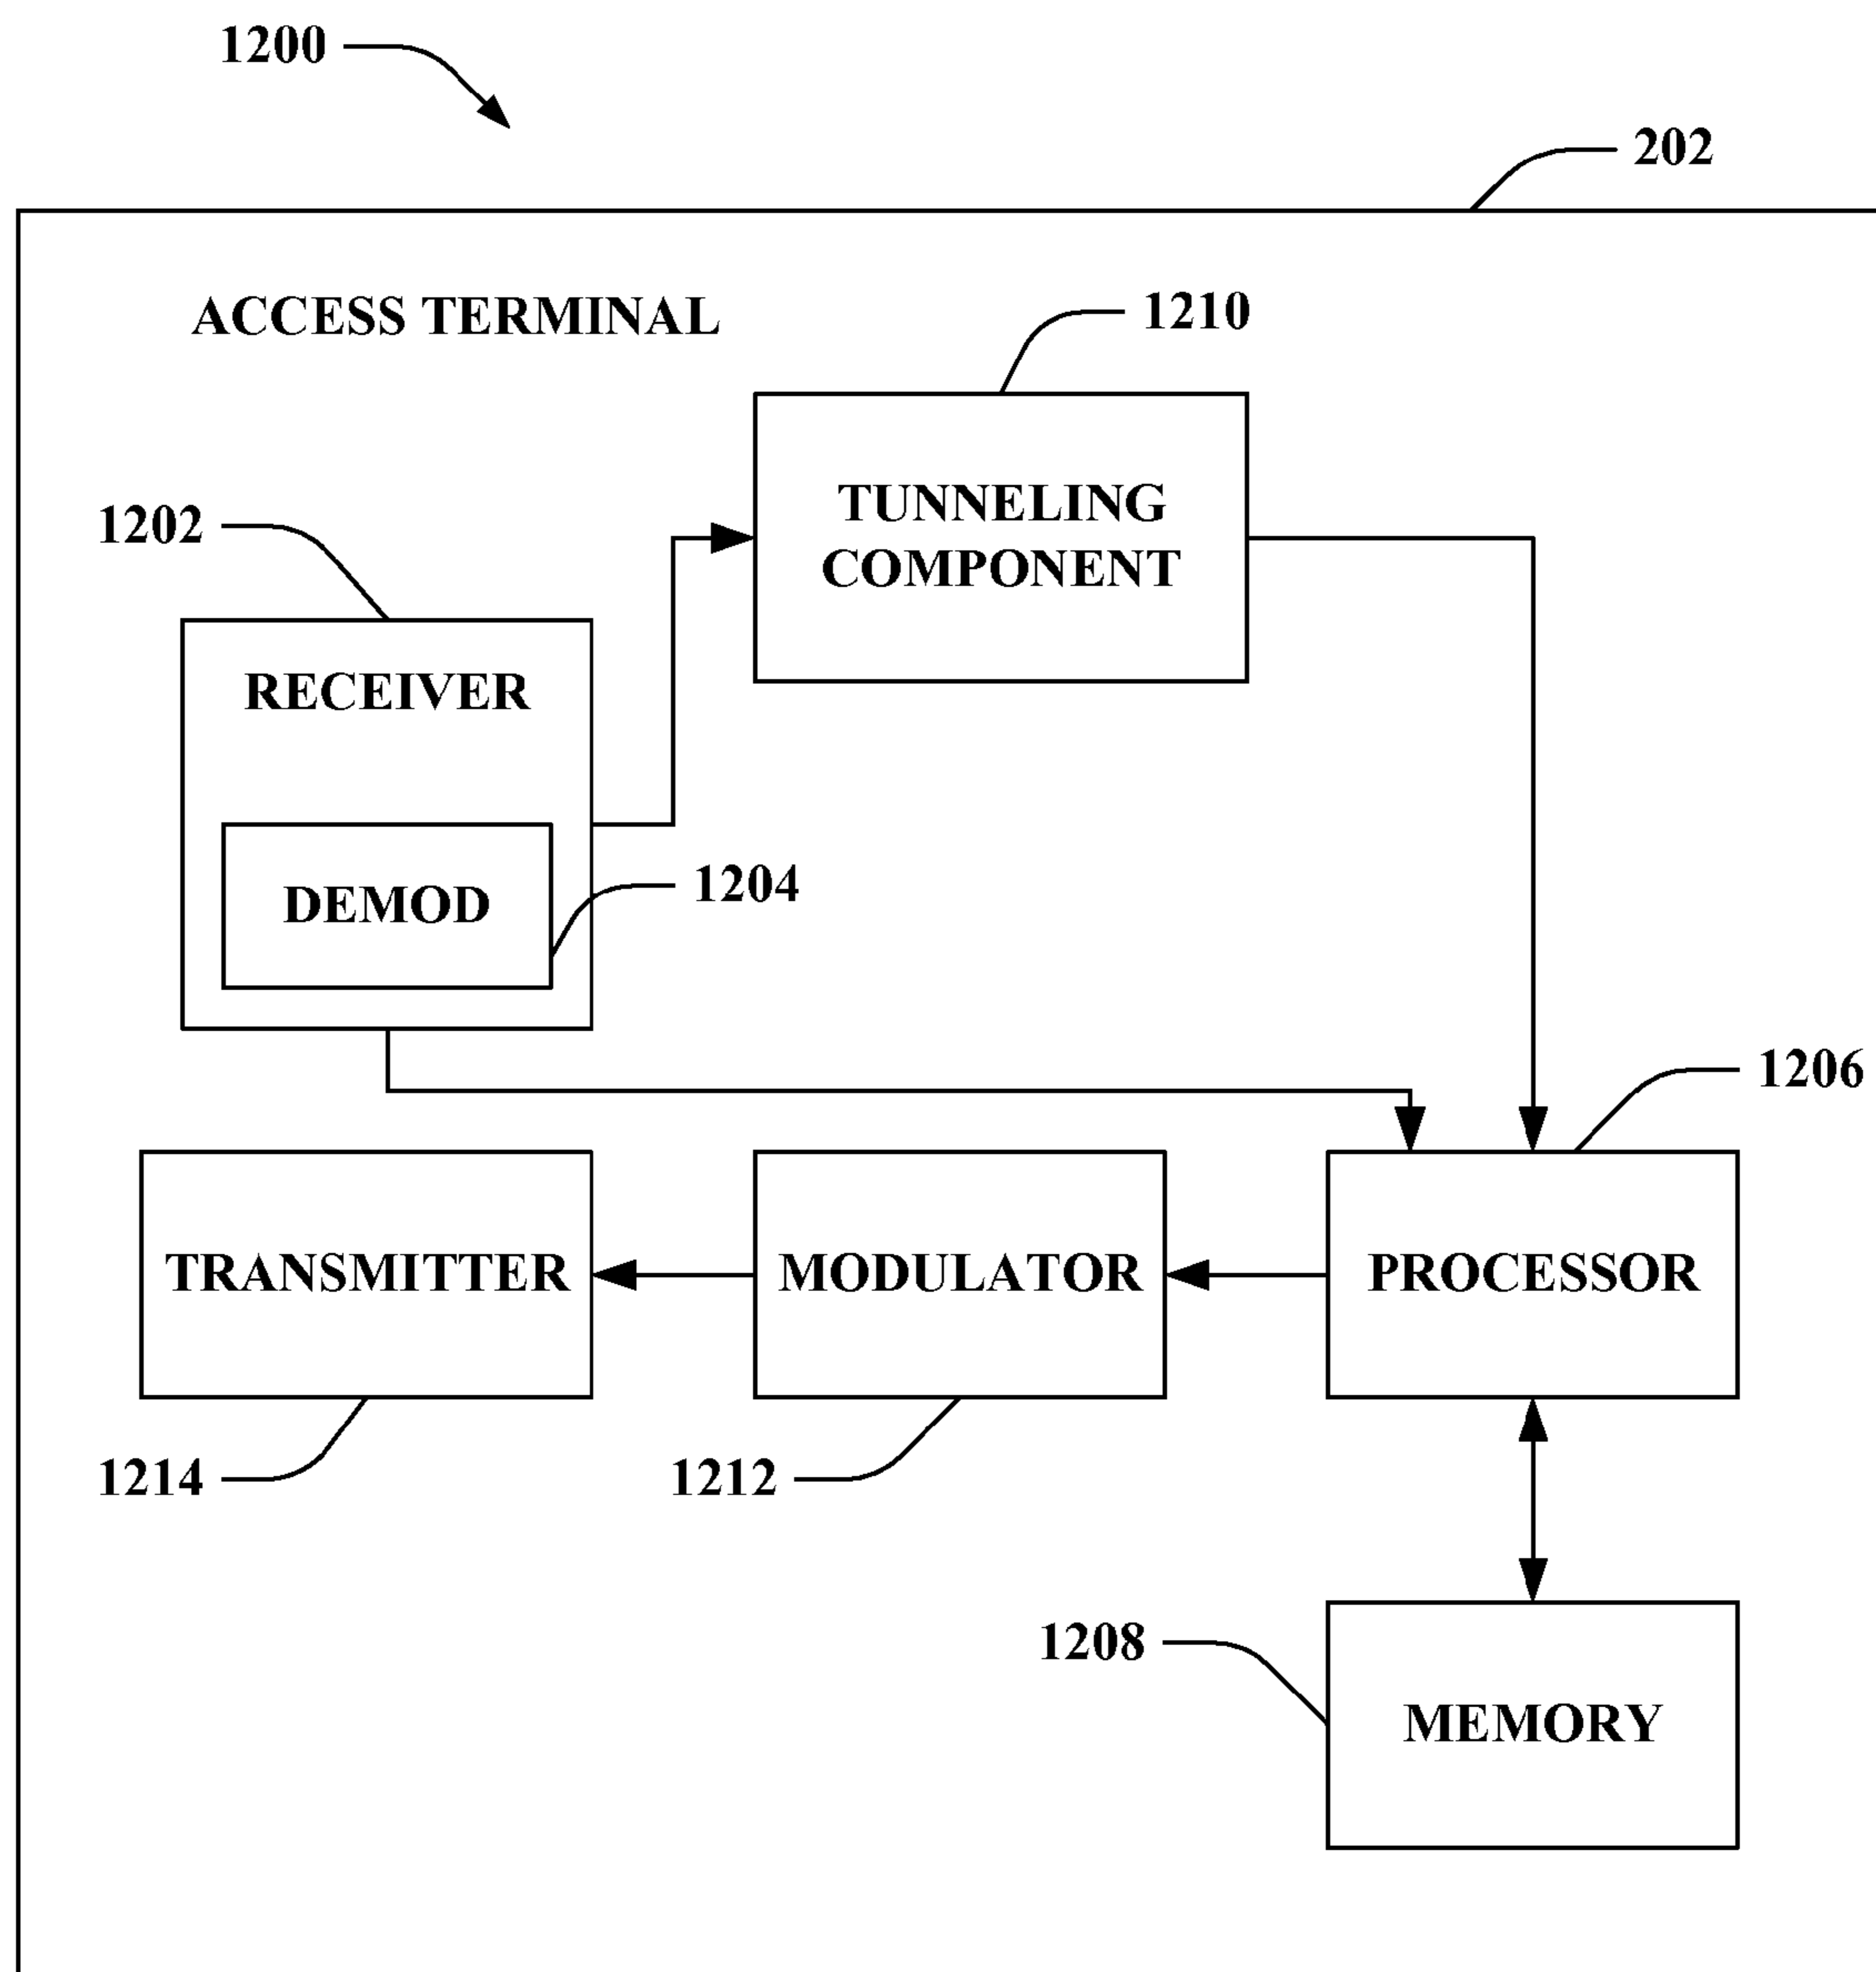 1200
202
ACCESS TERMINAL
1210
TUNNELING
COMPONENT
1202
RECEIVER
DEMOD
1204
1206
TRANSMITTER
MODULATOR
PROCESSOR
1214
1212
1208
MEMORY